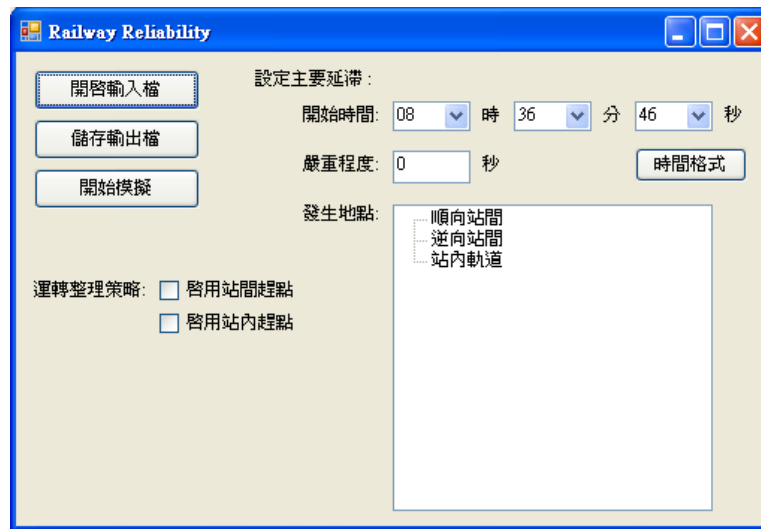 Railway Reliability
開啓輸入檔
儲存輸出檔
開始模擬
設定主要延滯 :
開始時間: 08 時 36 分 46 秒
嚴重程度: 0 秒
時間格式
發生地點:
順向站間
逆向站間
站內軌道
運轉整理策略: 啓用站間趕點
啓用站內趕點